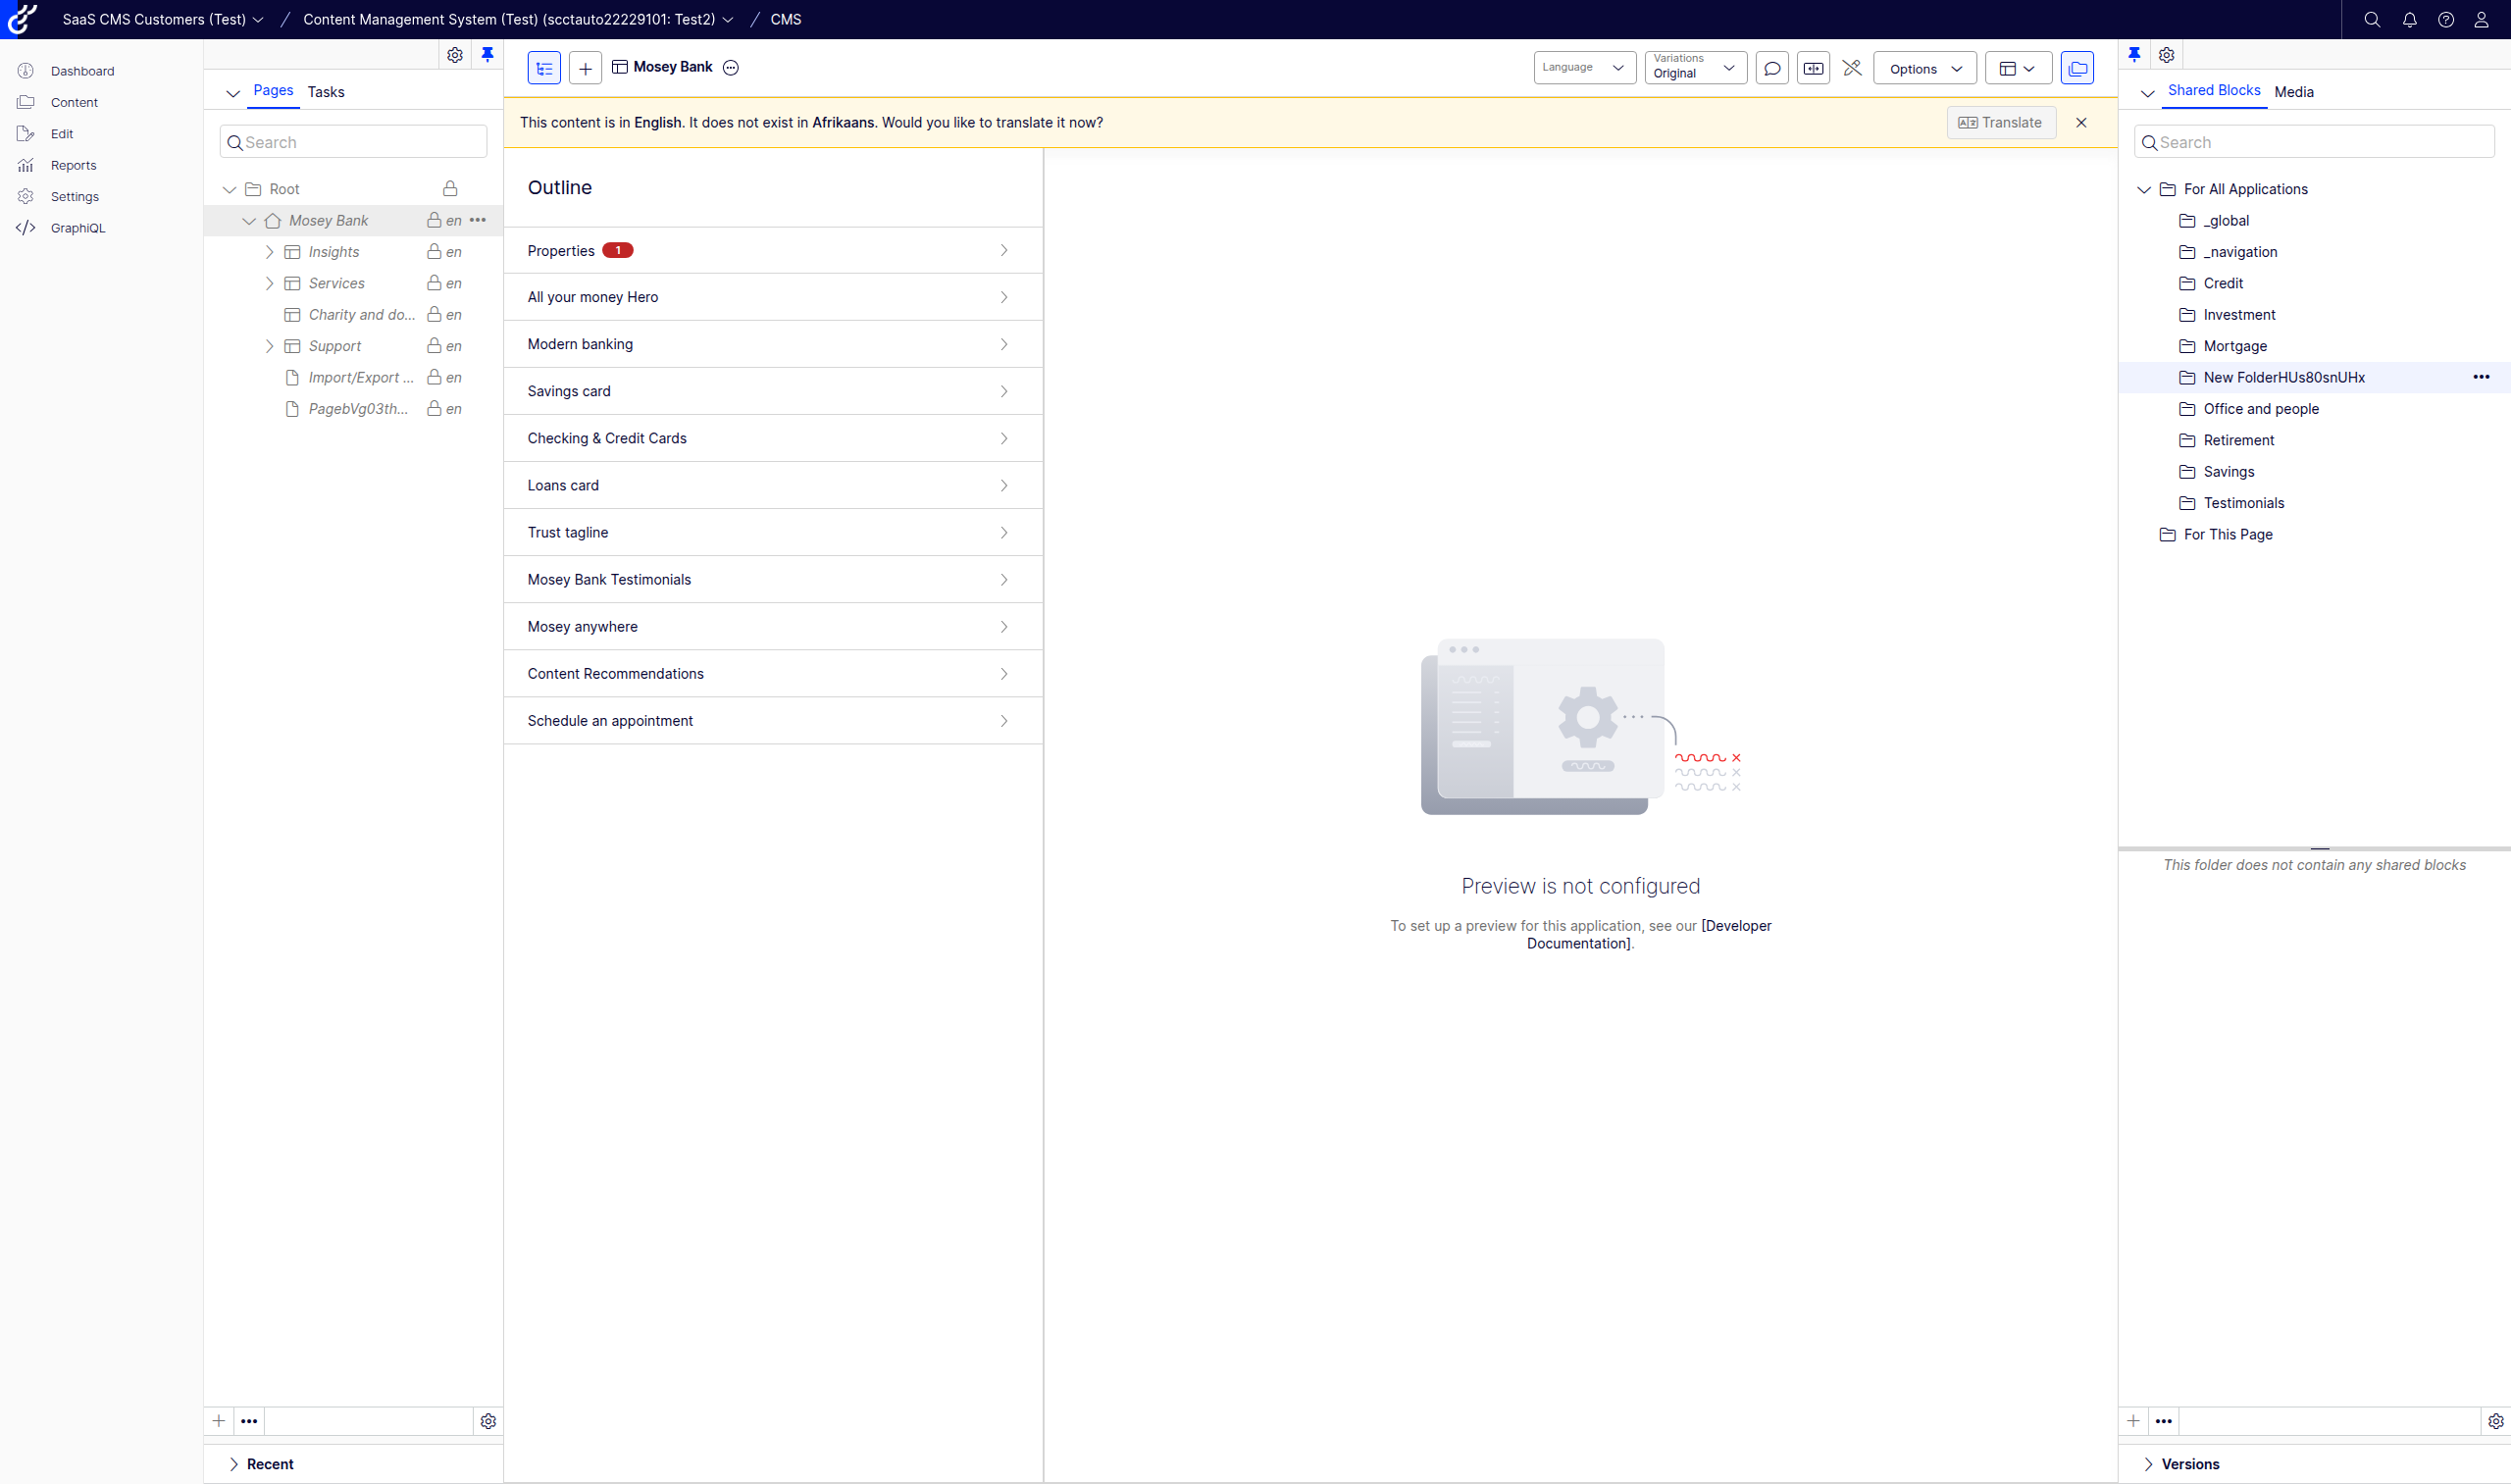 SaaS CMS Customers (Test) / Content Management System (Test) (scctauto22229101: Test2) / CMS
Dashboard
Content
Edit
Reports
Settings
GraphiQL
Pages Tasks
Search
Root
Mosey Bank en
Insights en
Services en
Charity and do... en
Support en
Import/Export ... en
PagebVg03th... en
Recent
Mosey Bank
Language
Variations
Original
Options
This content is in English. It does not exist in Afrikaans. Would you like to translate it now?
Translate
Outline
Properties 1
All your money Hero
Modern banking
Savings card
Checking & Credit Cards
Loans card
Trust tagline
Mosey Bank Testimonials
Mosey anywhere
Content Recommendations
Schedule an appointment
Preview is not configured
To set up a preview for this application, see our [Developer
Documentation].
Shared Blocks Media
Search
For All Applications
_global
_navigation
Credit
Investment
Mortgage
New FolderHUs80snUHx
Office and people
Retirement
Savings
Testimonials
For This Page
This folder does not contain any shared blocks
Versions